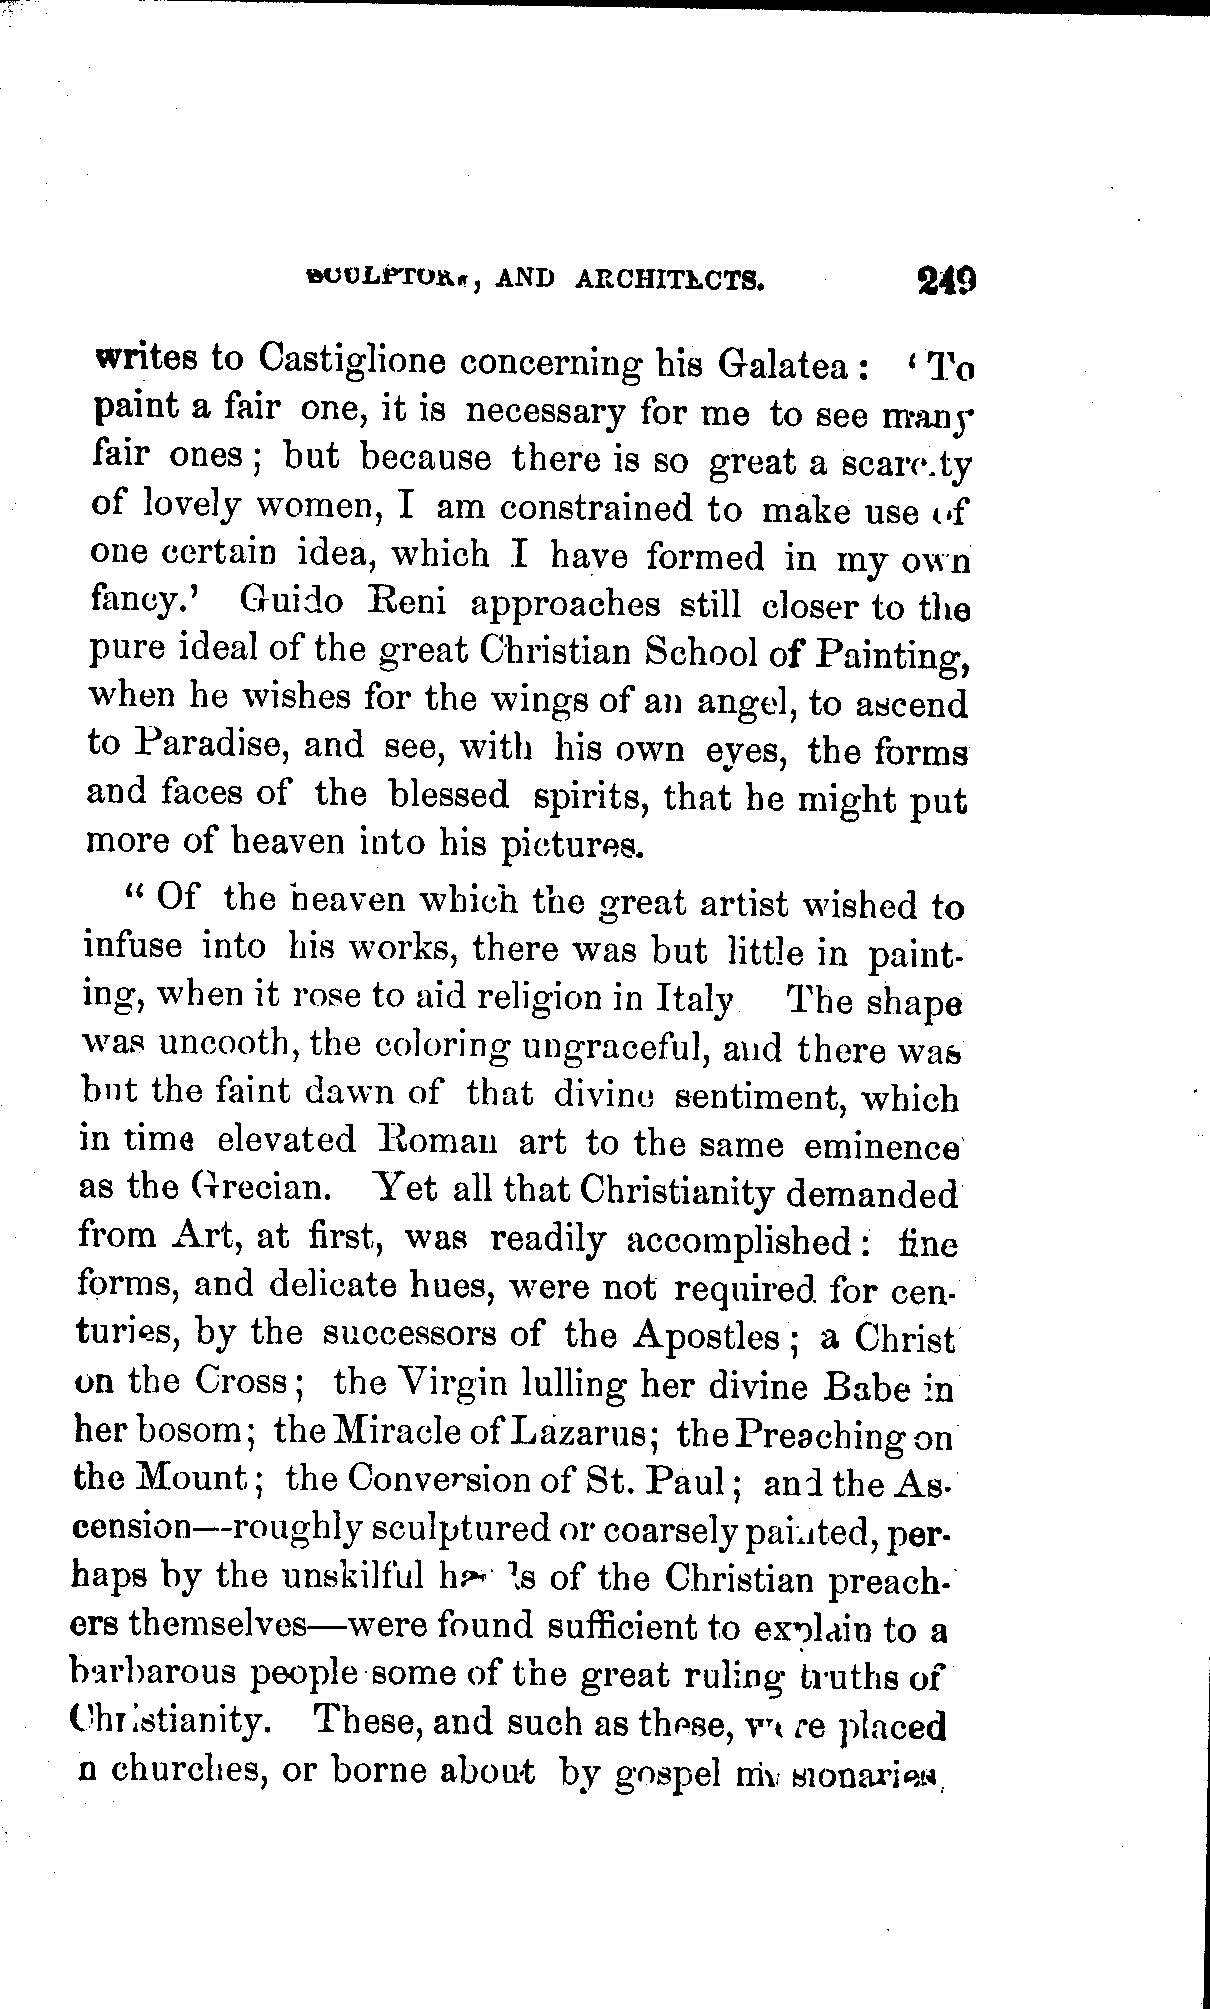 SCULPTORS, AND ARCHITECTS. 249
writes to Castiglione concerning his Galatea: ‘To
paint a fair one, it is necessary for me to see many
fair ones; but because there is so great a scarcity
of lovely women, I am constrained to make use of
one certain idea, which I have formed in my own
fancy.’ Guido Reni approaches still closer to the
pure ideal of the great Christian School of Painting,
when he wishes for the wings of an angel, to ascend
to Paradise, and see, with his own eyes, the forms
and faces of the blessed spirits, that he might put
more of heaven into his pictures.
“Of the heaven which the great artist wished to
infuse into his works, there was but little in paint-
ing, when it rose to aid religion in Italy The shape
was uncooth, the coloring ungraceful, and there was
but the faint dawn of that divine sentiment, which
in time elevated Roman art to the same eminence
as the Grecian. Yet all that Christianity demanded
from Art, at first, was readily accomplished: fine
forms, and delicate hues, were not required for cen-
turies, by the successors of the Apostles; a Christ
on the Cross; the Virgin lulling her divine Babe in
her bosom; the Miracle of Lazarus; the Preaching on
the Mount; the Conversion of St. Paul; and the As-
cension—roughly sculptured or coarsely painted, per-
haps by the unskilful hands of the Christian preach-
ers themselves—were found sufficient to explain to a
barbarous people some of the great ruling truths of
Christianity. These, and such as these, were placed
n churches, or borne about by gospel missionaries,